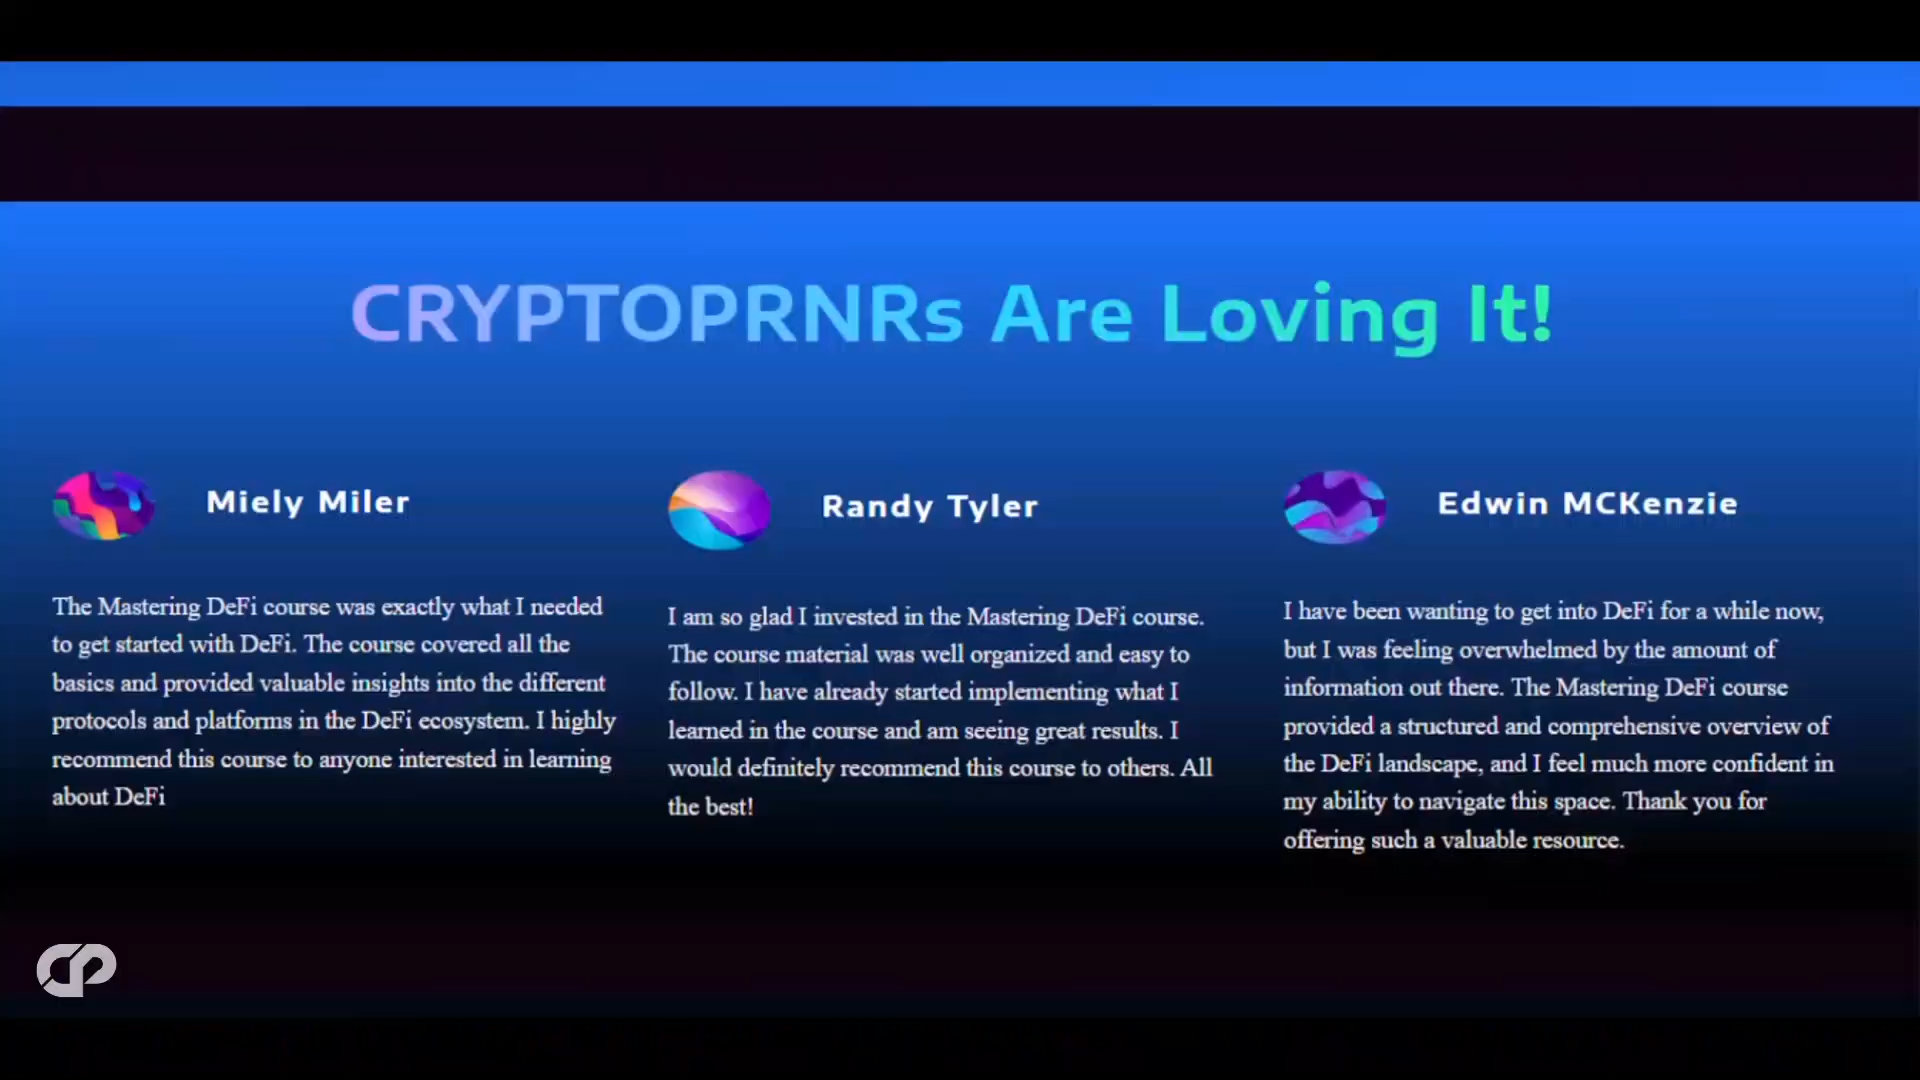 CRYPTOPRNRs Are Loving It!
Miely Miler
The Mastering DeFi course was exactly what I needed
to get started with DeFi. The course covered all the
basics and provided valuable insights into the different
protocols and platforms in the DeFi ecosystem. I highly
recommend this course to anyone interested in learning
about DeFi
Randy Tyler
I am so glad I invested in the Mastering DeFi course.
The course material was well organized and easy to
follow. I have already started implementing what I
learned in the course and am seeing great results. I
would definitely recommend this course to others. All
the best!
Edwin MCKenzie
I have been wanting to get into DeFi for a while now,
but I was feeling overwhelmed by the amount of
information out there. The Mastering DeFi course
provided a structured and comprehensive overview of
the DeFi landscape, and I feel much more confident in
my ability to navigate this space. Thank you for
offering such a valuable resource.